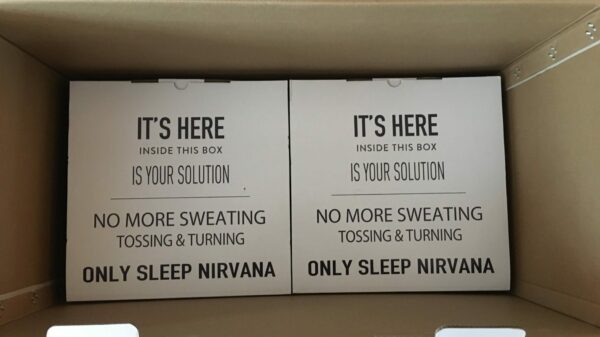 IT'S HERE
INSIDE THIS BOX
IS YOUR SOLUTION
NO MORE SWEATING
TOSSING & TURNING
ONLY SLEEP NIRVANA
IT'S HERE
INSIDE THIS BOX
IS YOUR SOLUTION
NO MORE SWEATING
TOSSING & TURNING
ONLY SLEEP NIRVANA